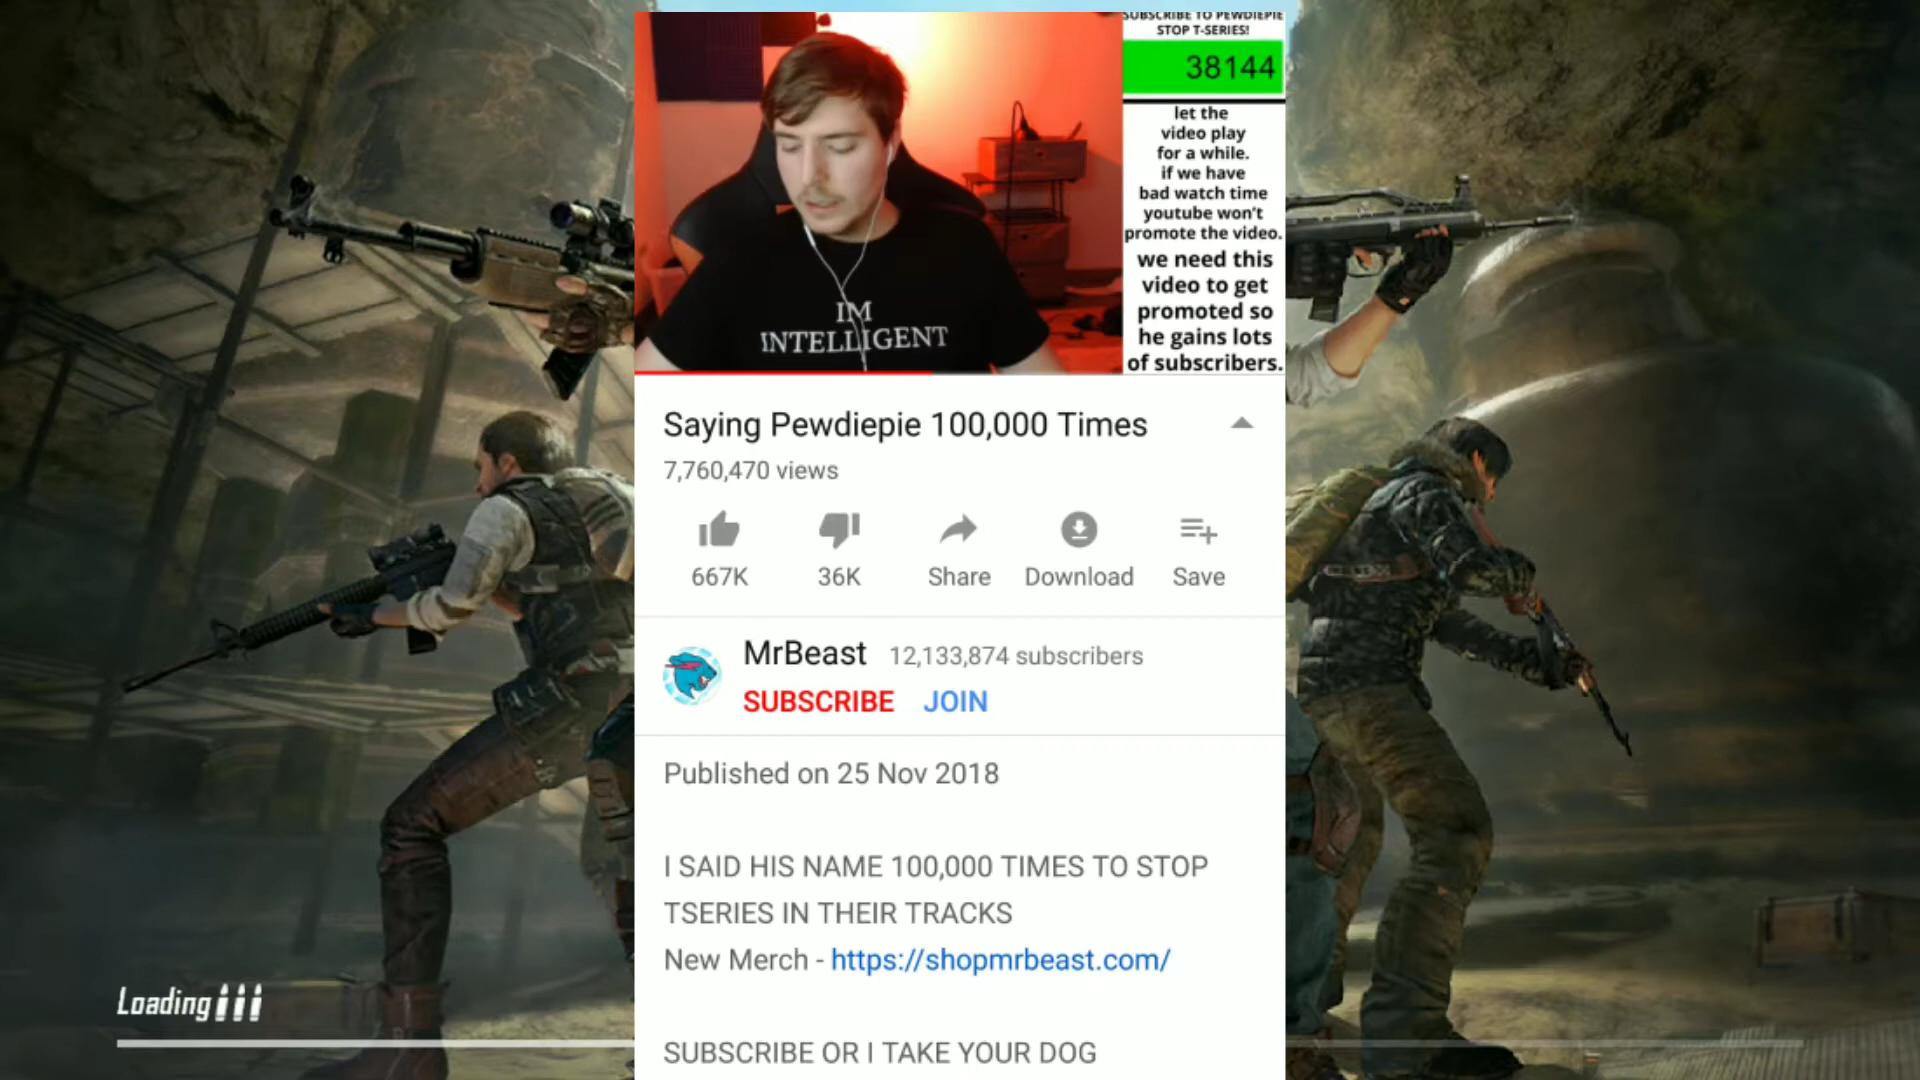 SUBSCRIBE TO PEWDIEPIE
STOP T-SERIES!
38144
let the
video play
for a while.
if we have
bad watch time
youtube won't
promote the video.
we need this
video to get
promoted so
he gains lots
of subscribers.
IM
INTELLIGENT
Saying Pewdiepie 100,000 Times
7,760,470 views
667K
36K
Share
Download
Save
MrBeast 12,133,874 subscribers
SUBSCRIBE JOIN
Published on 25 Nov 2018
I SAID HIS NAME 100,000 TIMES TO STOP
TSERIES IN THEIR TRACKS
New Merch - https://shopmrbeast.com/
SUBSCRIBE OR I TAKE YOUR DOG
Loading